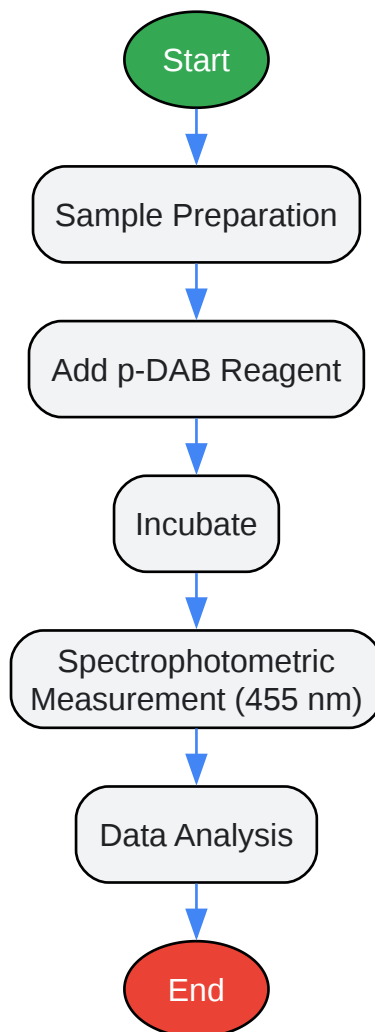 Start
Sample Preparation
Add p-DAB Reagent
Incubate
Spectrophotometric
Measurement (455 nm)
Data Analysis
End